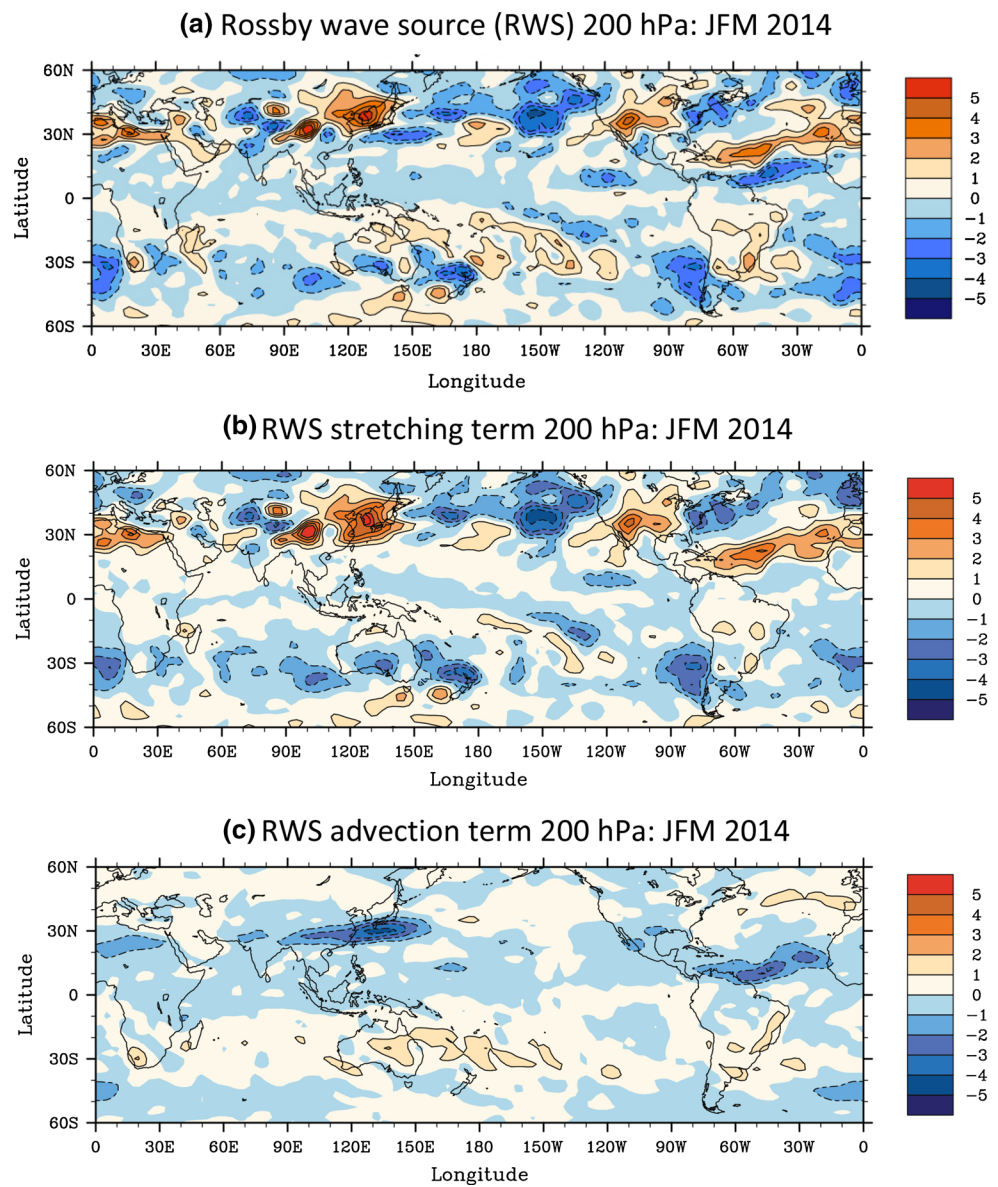 (a) Rossby wave source (RWS) 200 hPa: JFM 2014
60N
30N
0
30S
60S
Latitude
0 30E 60E 90E 120E 150E 180 150W 120W 90W 60W 30W 0
Longitude
5
4
3
2
1
0
−1
−2
−3
−4
−5
(b) RWS stretching term 200 hPa: JFM 2014
60N
30N
0
30S
60S
Latitude
0 30E 60E 90E 120E 150E 180 150W 120W 90W 60W 30W 0
Longitude
5
4
3
2
1
0
−1
−2
−3
−4
−5
(c) RWS advection term 200 hPa: JFM 2014
60N
30N
0
30S
60S
Latitude
0 30E 60E 90E 120E 150E 180 150W 120W 90W 60W 30W 0
Longitude
5
4
3
2
1
0
−1
−2
−3
−4
−5